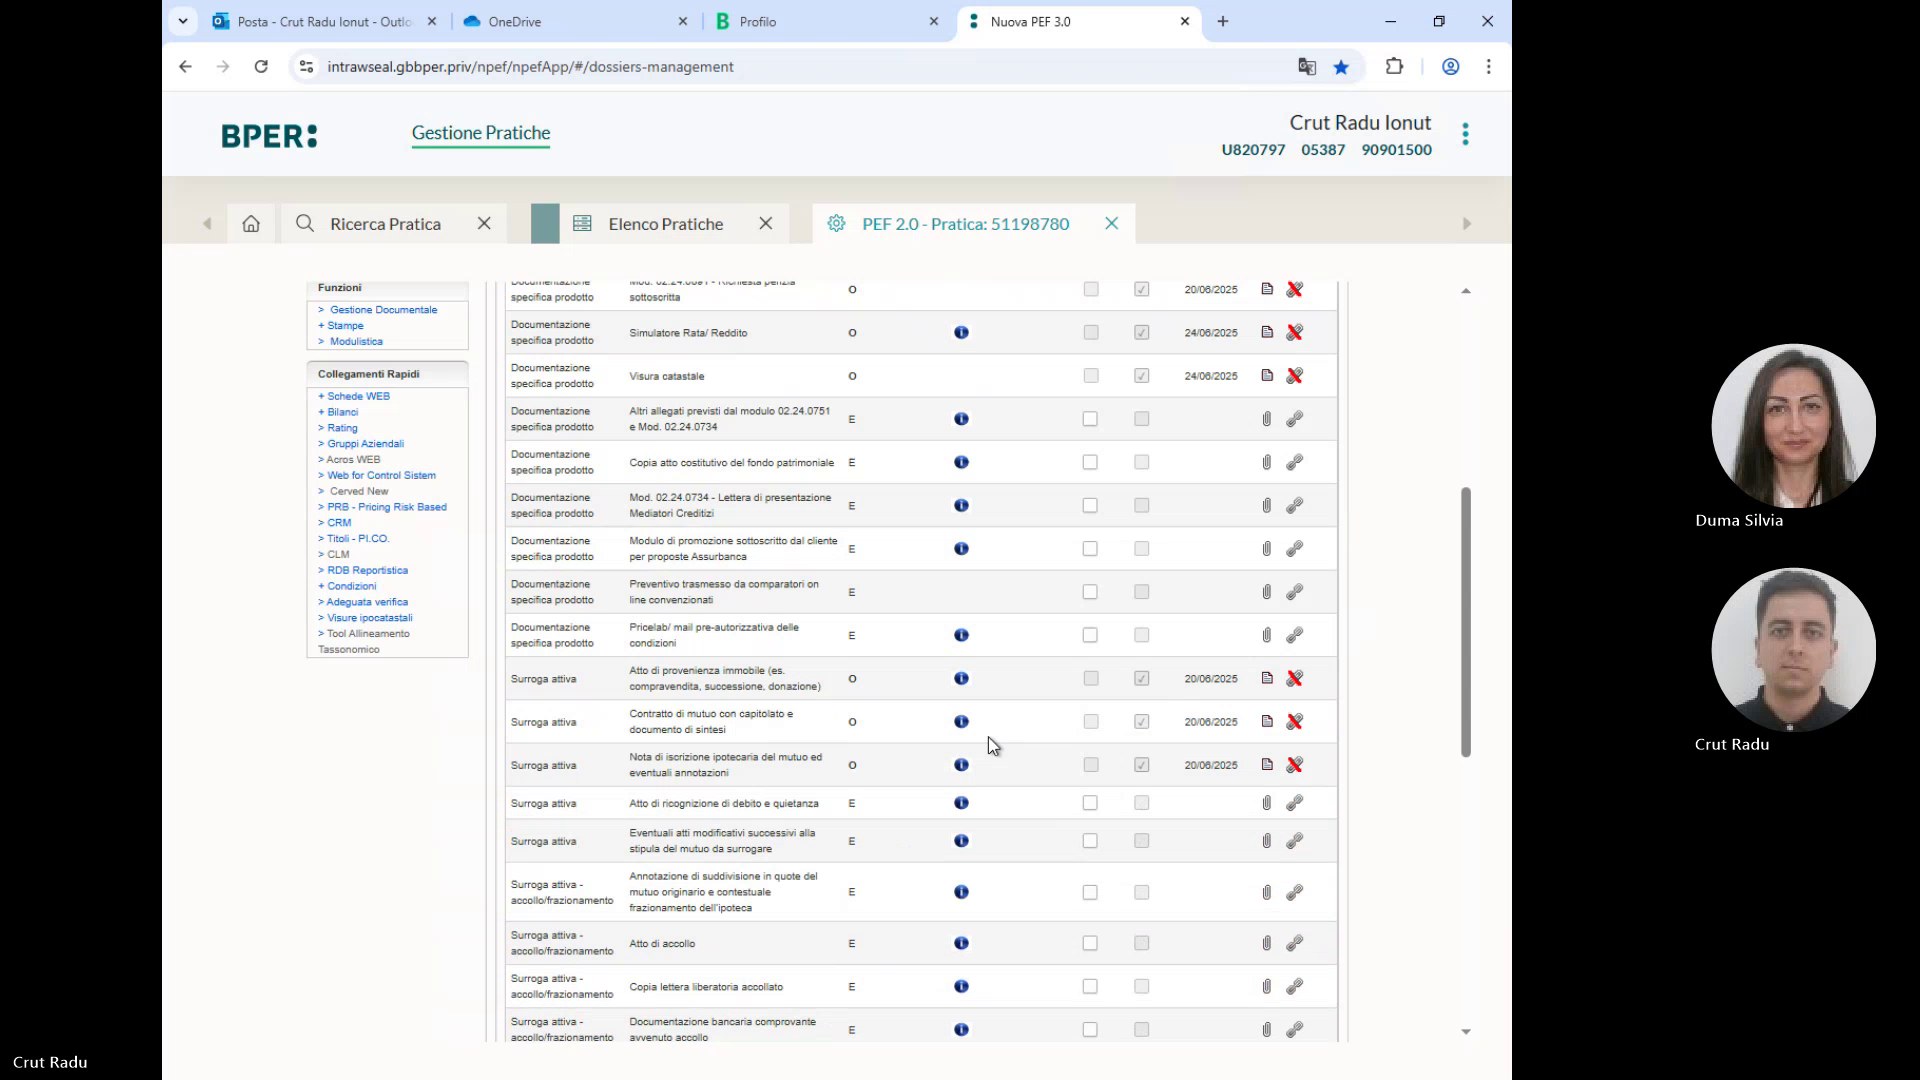 Posta - Crut Radu Ionut - Outlo
OneDrive
Profilo
Nuova PEF 3.0
intrawseal.gbbper.priv/npef/npefApp/#/dossiers-management
BPER:
Gestione Pratiche
Crut Radu Ionut
U820797 05387 90901500
Ricerca Pratica
Elenco Pratiche
PEF 2.0 - Pratica: 51198780
Funzioni
> Gestione Documentale
+ Stampe
> Modulistica
Collegamenti Rapidi
+ Schede WEB
+ Bilanci
> Rating
> Gruppi Aziendali
> Acros WEB
> Web for Control Sistem
> Cerved New
> PRB - Pricing Risk Based
> CRM
> Titoli - PI.CO.
> CLM
> RDB Reportistica
+ Condizioni
> Adeguata verifica
> Visure ipocatastali
> Tool Allineamento
Tassonomico
Documentazione
specifica prodotto
Mod. 02.24.0691 - Richiesta perizia
sottoscritta
O
20/06/2025
Documentazione
specifica prodotto
Simulatore Rata/ Reddito
O
24/06/2025
Documentazione
specifica prodotto
Visura catastale
O
24/06/2025
Documentazione
specifica prodotto
Altri allegati previsti dal modulo 02.24.0751
e Mod. 02.24.0734
E
Documentazione
specifica prodotto
Copia atto costitutivo del fondo patrimoniale
E
Documentazione
specifica prodotto
Mod. 02.24.0734 - Lettera di presentazione
Mediatori Creditizi
E
Documentazione
specifica prodotto
Modulo di promozione sottoscritto dal cliente
per proposte Assurbanca
E
Documentazione
specifica prodotto
Preventivo trasmesso da comparatori on
line convenzionati
E
Documentazione
specifica prodotto
Pricelab/ mail pre-autorizzativa delle
condizioni
E
Surroga attiva
Atto di provenienza immobile (es.
compravendita, successione, donazione)
O
20/06/2025
Surroga attiva
Contratto di mutuo con capitolato e
documento di sintesi
O
20/06/2025
Surroga attiva
Nota di iscrizione ipotecaria del mutuo ed
eventuali annotazioni
O
20/06/2025
Surroga attiva
Atto di ricognizione di debito e quietanza
E
Surroga attiva
Eventuali atti modificativi successivi alla
stipula del mutuo da surrogare
E
Surroga attiva -
accollo/frazionamento
Annotazione di suddivisione in quote del
mutuo originario e contestuale
frazionamento dell'ipoteca
E
Surroga attiva -
accollo/frazionamento
Atto di accollo
E
Surroga attiva -
accollo/frazionamento
Copia lettera liberatoria accollato
E
Surroga attiva -
accollo/frazionamento
Documentazione bancaria comprovante
avvenuto accollo
E
Duma Silvia
Crut Radu
Crut Radu